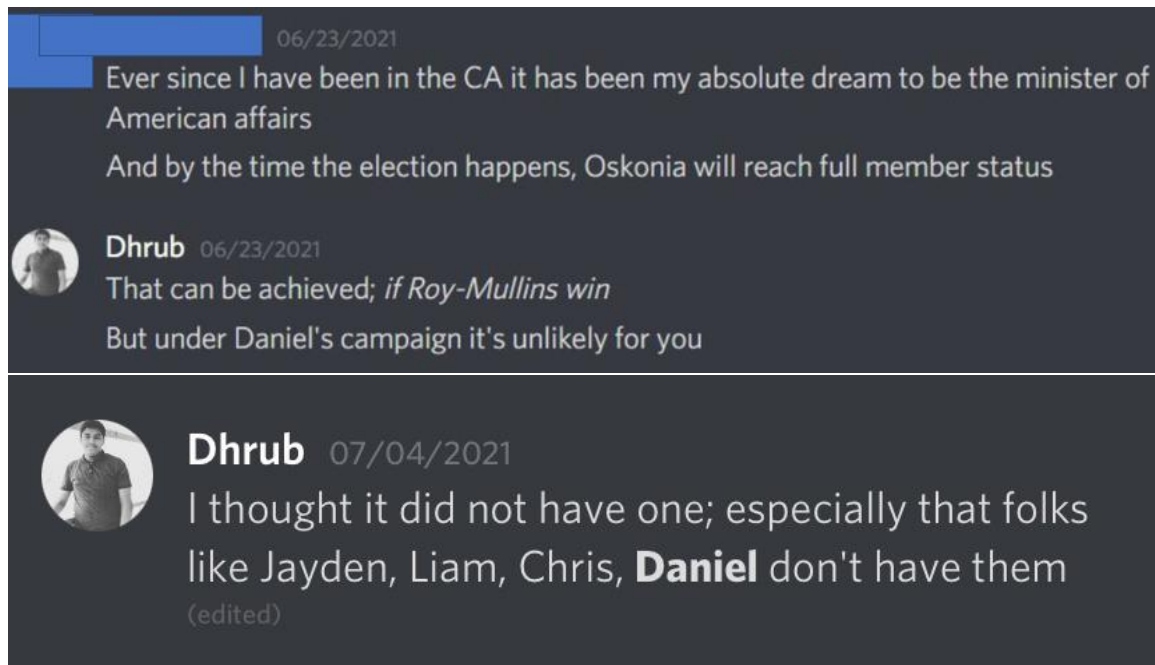 06/23/2021
Ever since I have been in the CA it has been my absolute dream to be the minister of
American affairs
And by the time the election happens, Oskonia will reach full member status
Dhrub 06/23/2021
That can be achieved; if Roy-Mullins win
But under Daniel's campaign it's unlikely for you
Dhrub 07/04/2021
I thought it did not have one; especially that folks
like Jayden, Liam, Chris, Daniel don't have them
(edited)